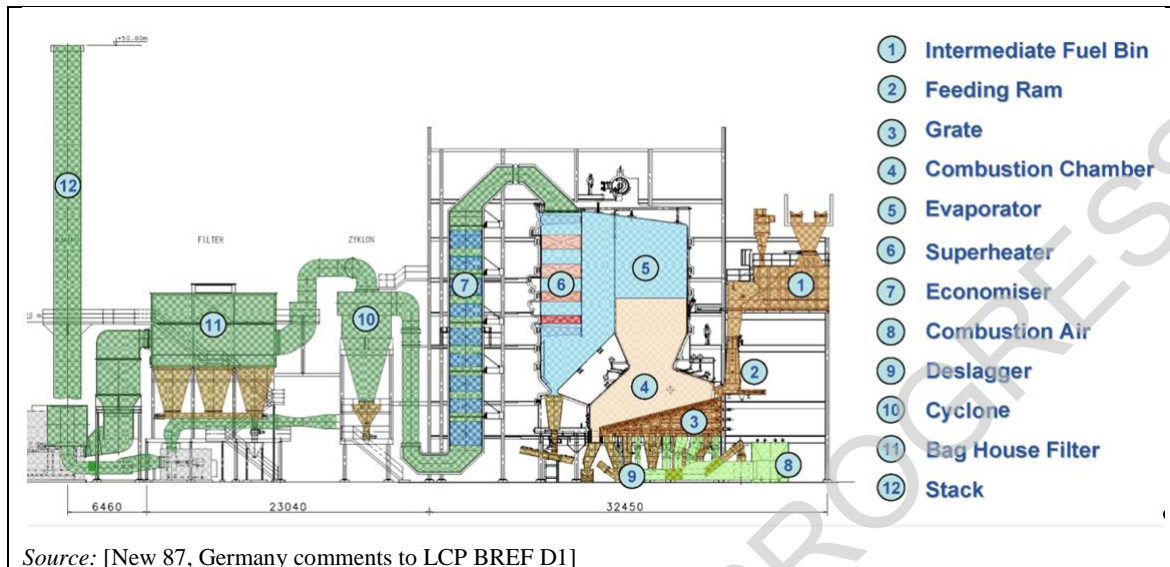 +50.00m
1 Intermediate Fuel Bin
2 Feeding Ram
3 Grate
4 Combustion Chamber
5 Evaporator
6 Superheater
7 Economiser
8 Combustion Air
9 Deslagger
10 Cyclone
11 Bag House Filter
12 Stack
12
FILTER
ZYKLON
11
10
7
6
5
4
3
1
2
8
9
6460
23040
32450
PROGRESS
Source: [New 87, Germany comments to LCP BREF D1]